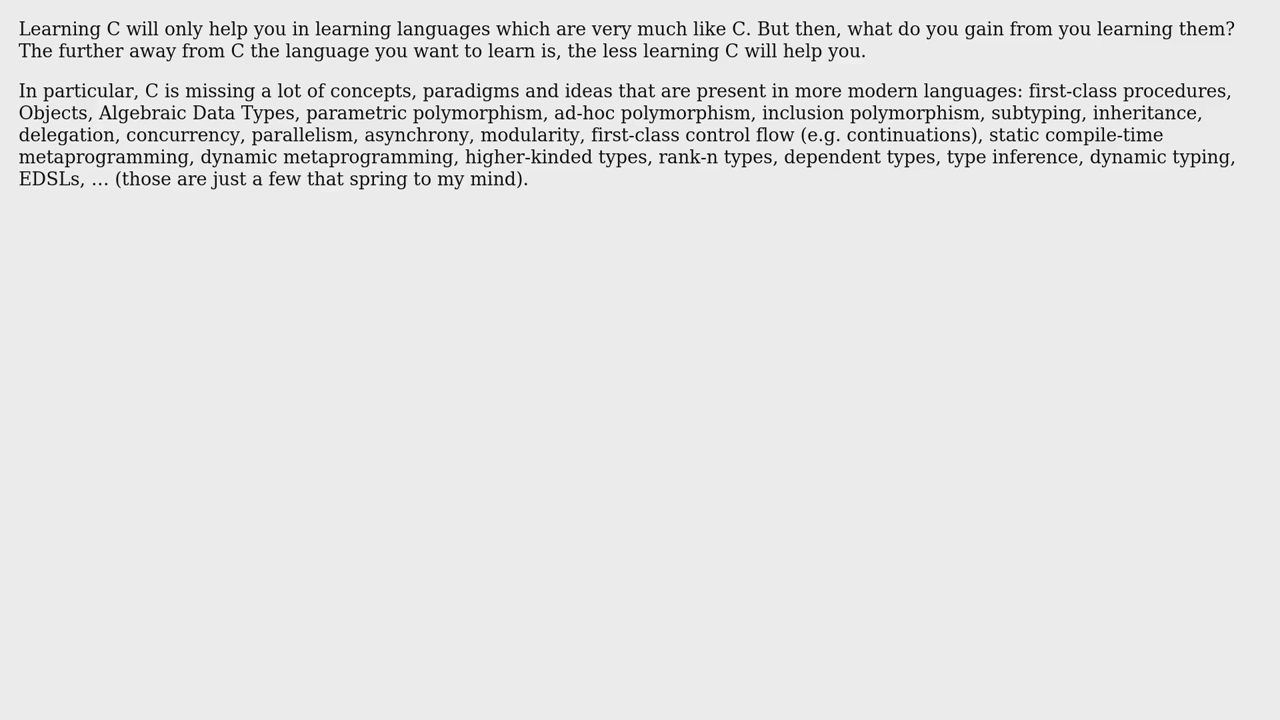 Learning C will only help you in learning languages which are very much like C. But then, what do you gain from you learning them?
The further away from C the language you want to learn is, the less learning C will help you.
In particular, C is missing a lot of concepts, paradigms and ideas that are present in more modern languages: first-class procedures,
Objects, Algebraic Data Types, parametric polymorphism, ad-hoc polymorphism, inclusion polymorphism, subtyping, inheritance,
delegation, concurrency, parallelism, asynchrony, modularity, first-class control flow (e.g. continuations), static compile-time
metaprogramming, dynamic metaprogramming, higher-kinded types, rank-n types, dependent types, type inference, dynamic typing,
EDSLs, … (those are just a few that spring to my mind).